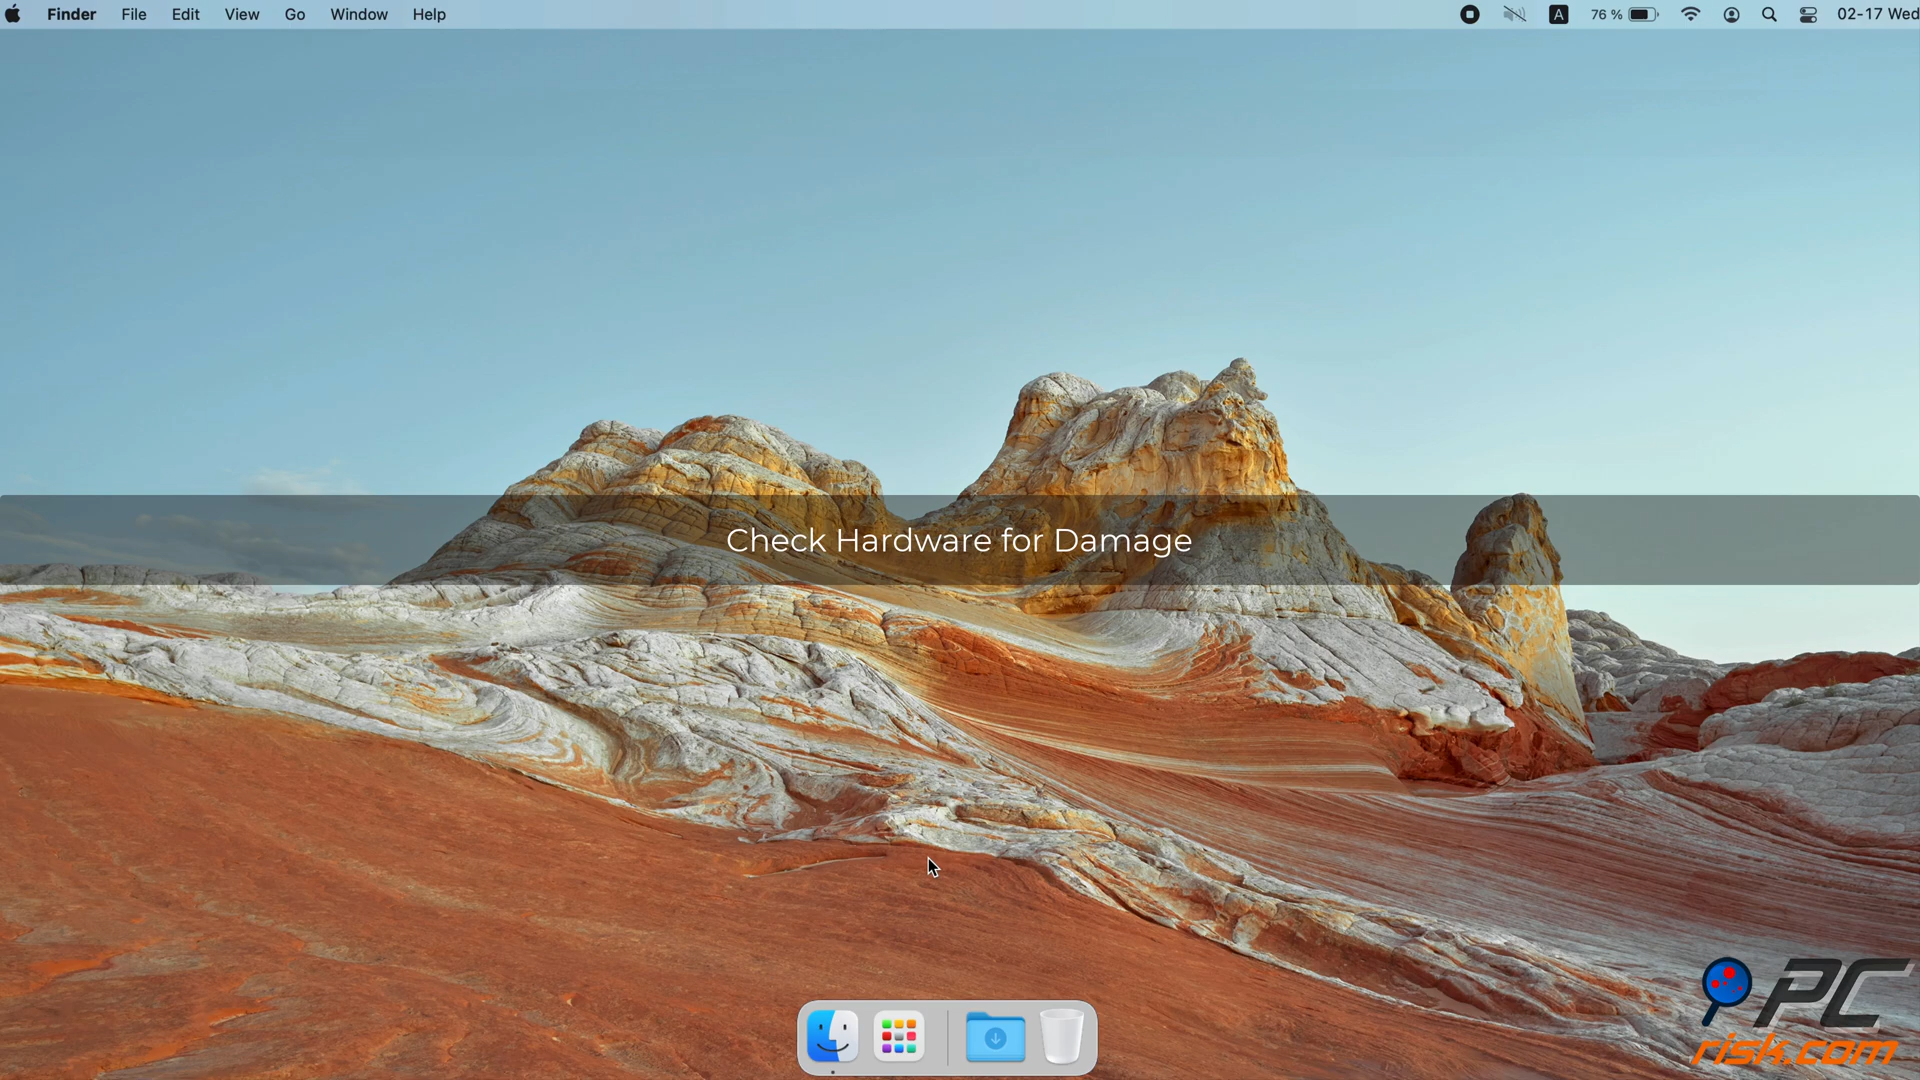 Finder File Edit View Go Window Help A 76 % 02-17 Wed
Check Hardware for Damage
PC
risk.com